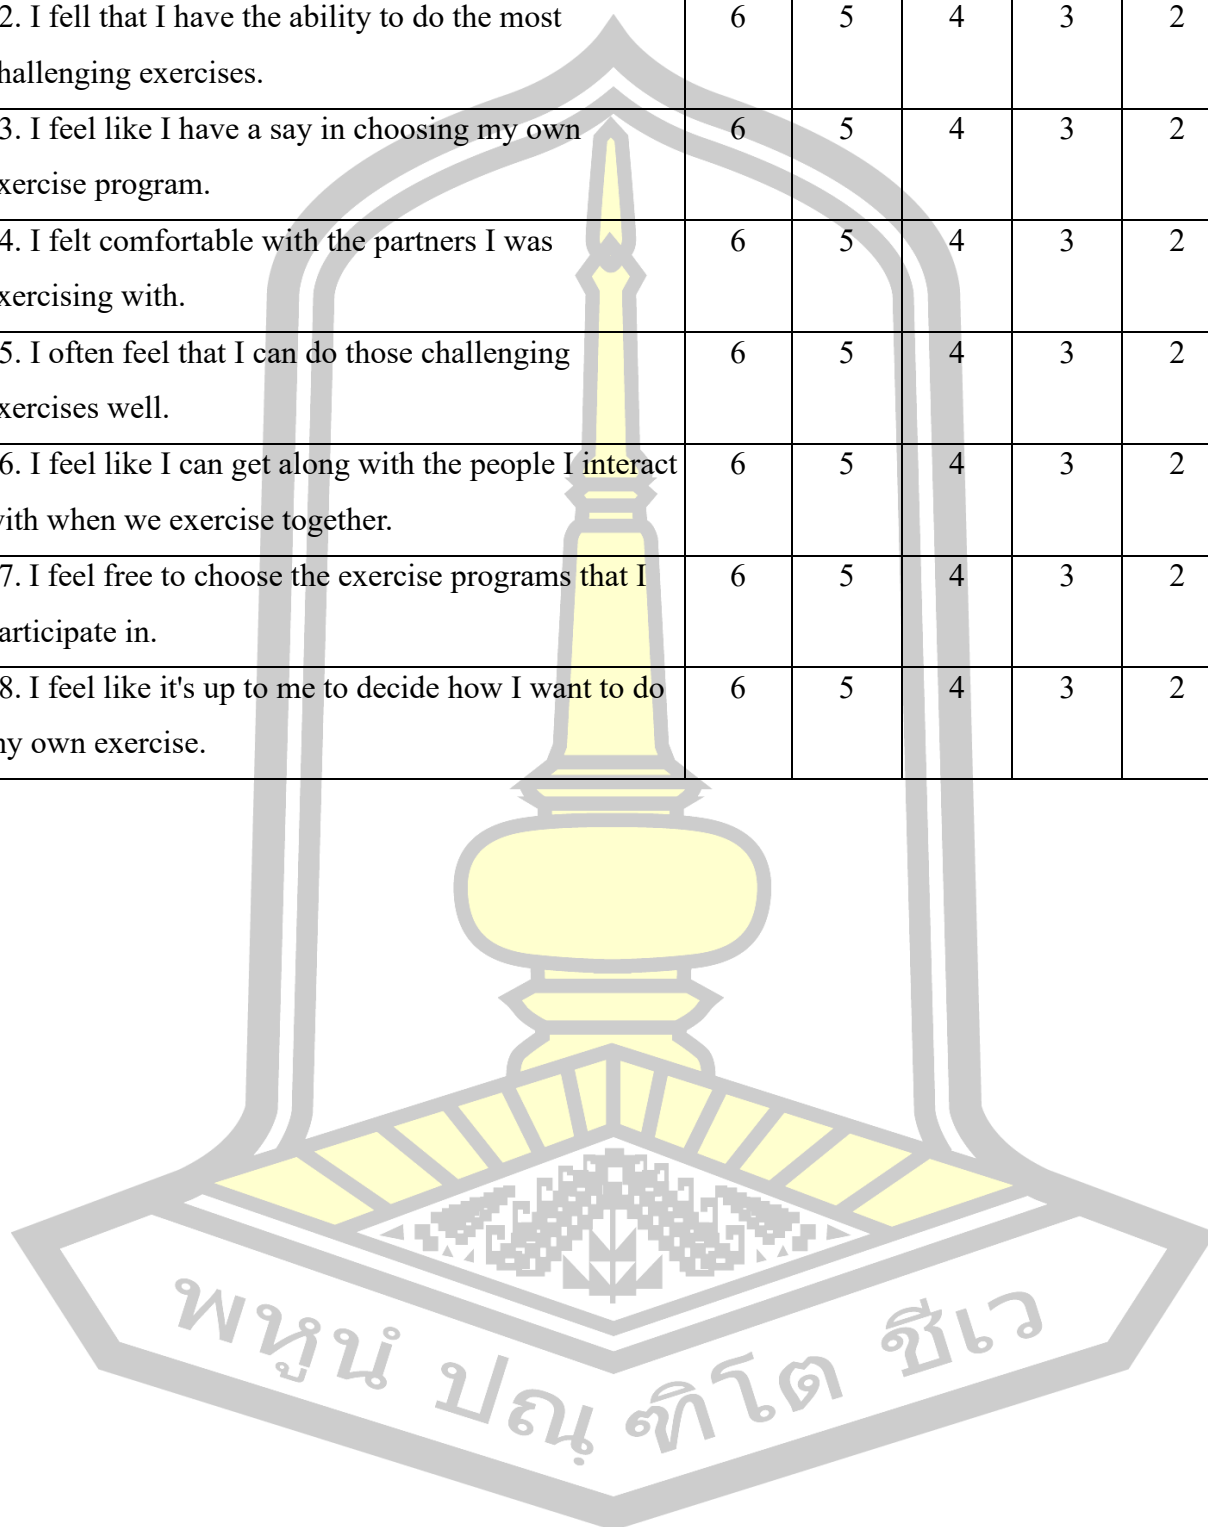 2. I fell that I have the ability to do the most 6 5 4 3 2
hallenging exercises.
3. I feel like I have a say in choosing my own 6 5 4 3 2
xercise program.
4. I felt comfortable with the partners I was 6 5 4 3 2
xercising with.
5. I often feel that I can do those challenging 6 5 4 3 2
xercises well.
6. I feel like I can get along with the people I interact 6 5 4 3 2
with when we exercise together.
7. I feel free to choose the exercise programs that I 6 5 4 3 2
articipate in.
8. I feel like it's up to me to decide how I want to do 6 5 4 3 2
my own exercise.
พหูนํ ปณฺ ฑิโต ชีเว